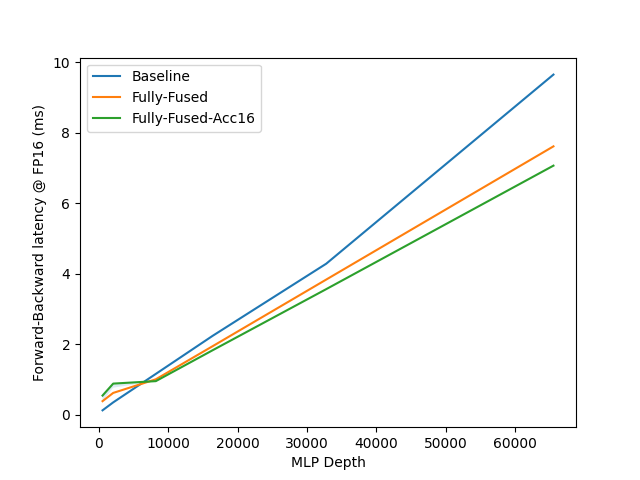 Baseline
Fully-Fused
Fully-Fused-Acc16
Forward-Backward latency @ FP16 (ms)
10
8
6
4
2
0
0 10000 20000 30000 40000 50000 60000
MLP Depth